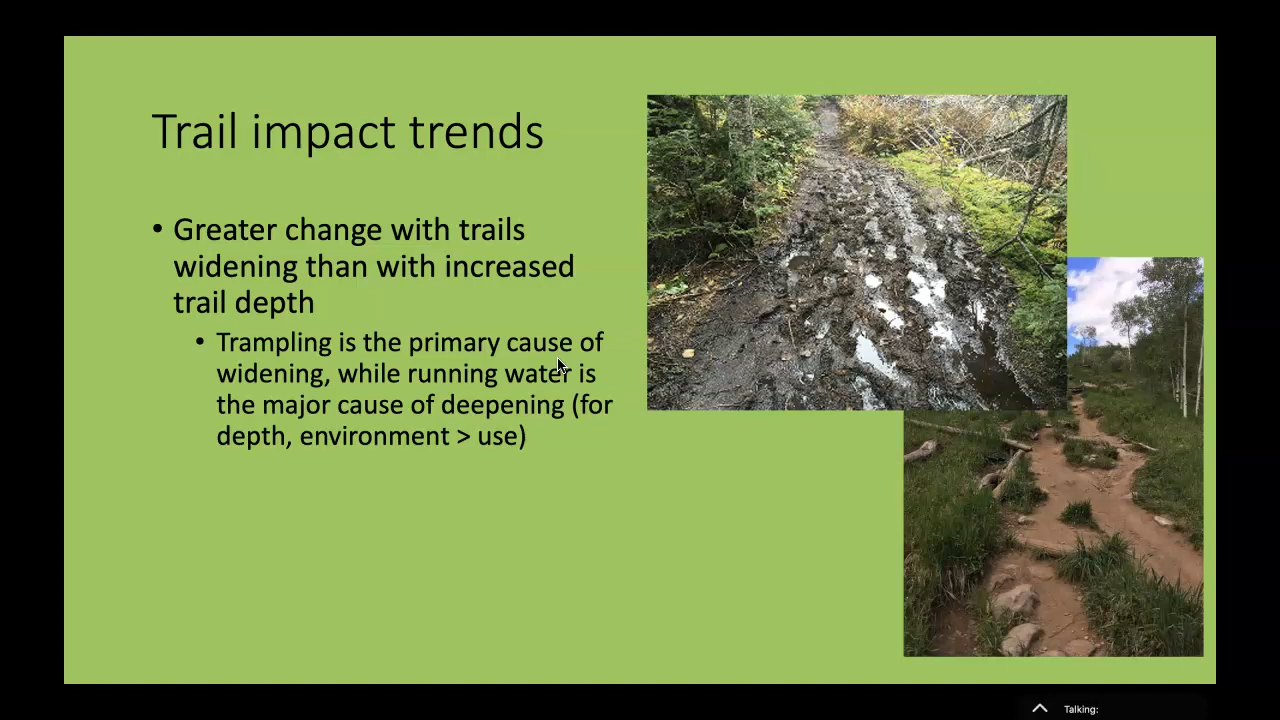 Trail impact trends
• Greater change with trails
widening than with increased
trail depth
• Trampling is the primary cause of
widening, while running water is
the major cause of deepening (for
depth, environment > use)
Talking: